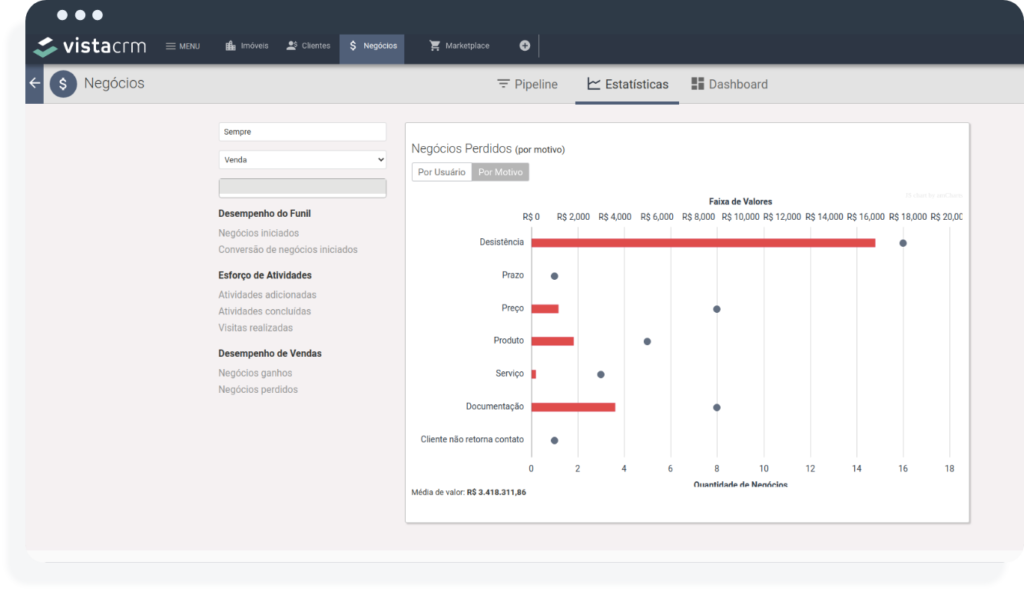 vistacrm
MENU
Imóveis
Clientes
$ Negócios
Marketplace
$ Negócios
Pipeline
Estatísticas
Dashboard
Sempre
Venda
Desempenho do Funil
Negócios iniciados
Conversão de negócios iniciados
Esforço de Atividades
Atividades adicionadas
Atividades concluídas
Visitas realizadas
Desempenho de Vendas
Negócios ganhos
Negócios perdidos
Negócios Perdidos (por motivo)
Por Usuário Por Motivo
Faixa de Valores
R$ 0 R$ 2,000 R$ 4,000 R$ 6,000 R$ 8,000 R$ 10,000 R$ 12,000 R$ 14,000 R$ 16,000 R$ 18,000 R$ 20,00
Desistência
Prazo
Preço
Produto
Serviço
Documentação
Cliente não retorna contato
0 2 4 6 8 10 12 14 16 18
Quantidade de Negócios
Média de valor: R$ 3.418.311,86